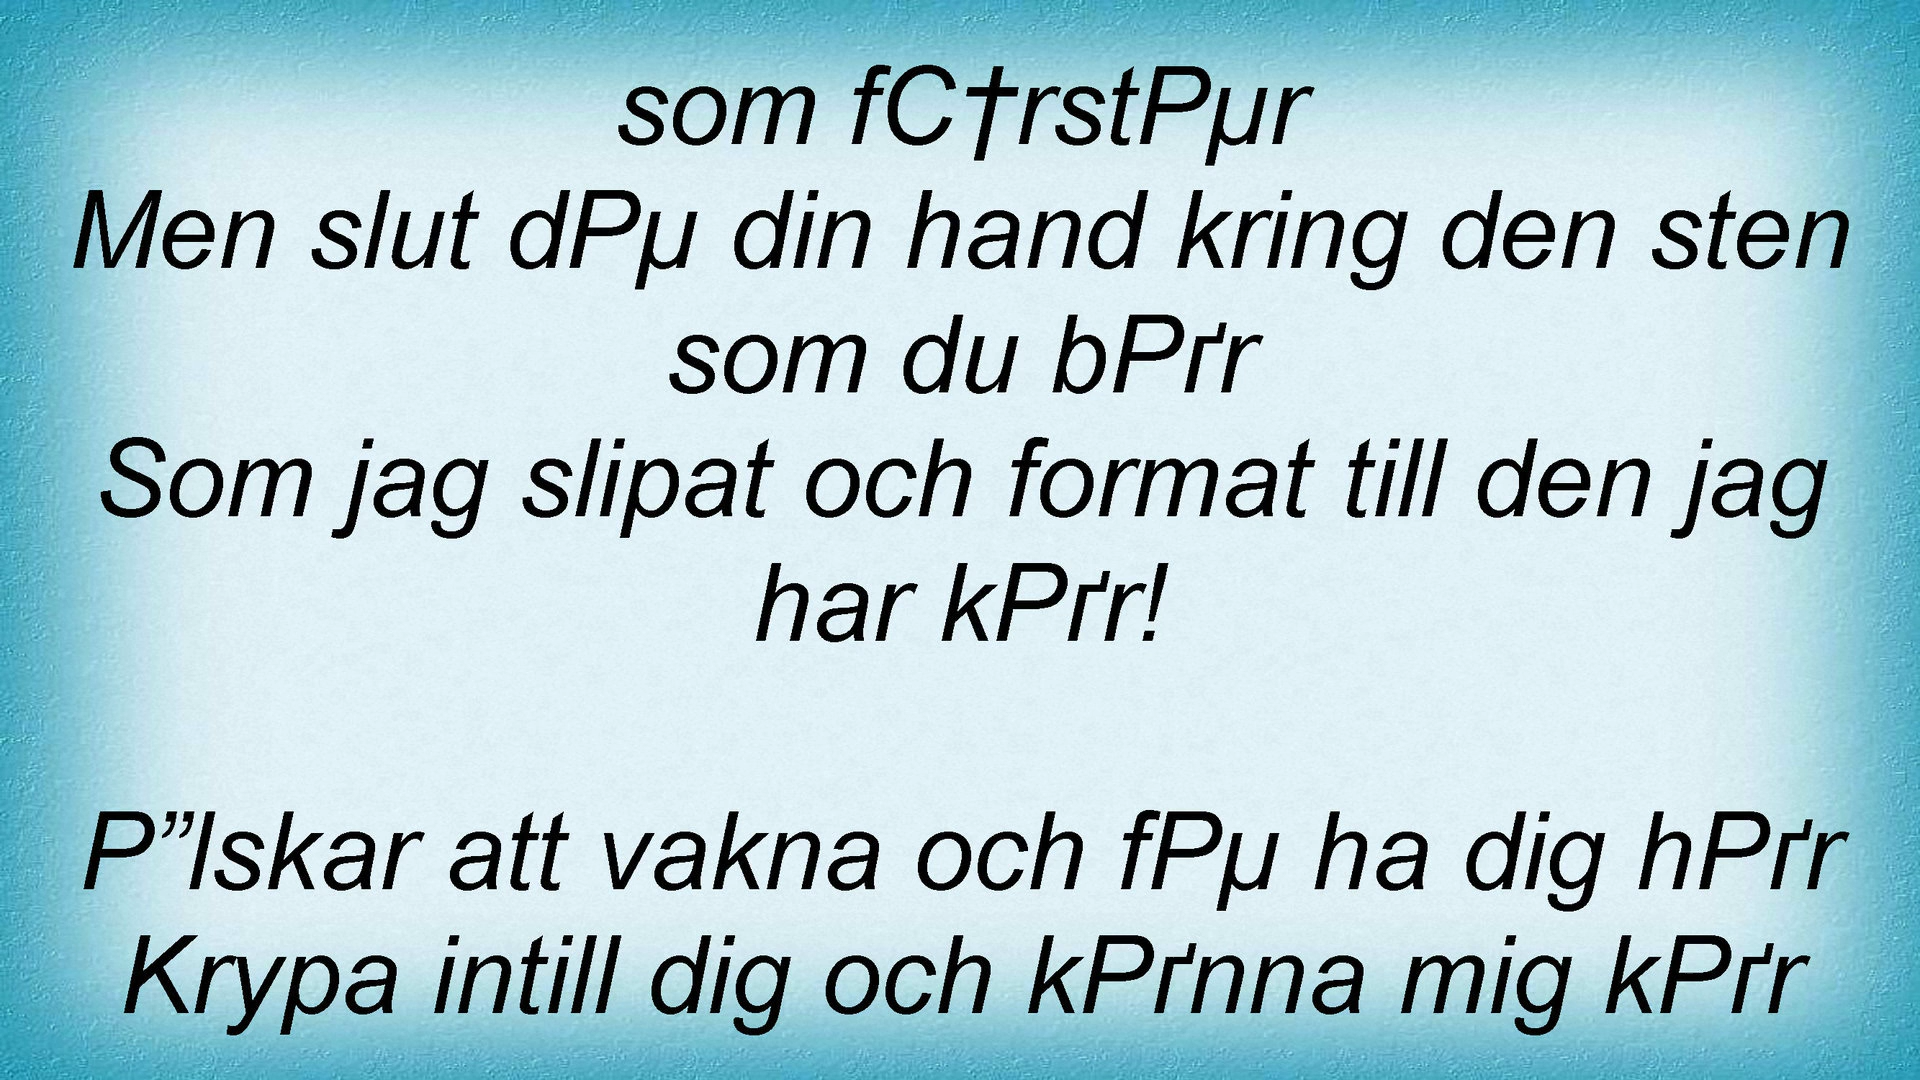 som fC†rstPµr
Men slut dPµ din hand kring den sten
som du bPґr
Som jag slipat och format till den jag
har kPґr!
P”lskar att vakna och fPµ ha dig hPґr
Krypa intill dig och kPґnna mig kPґr